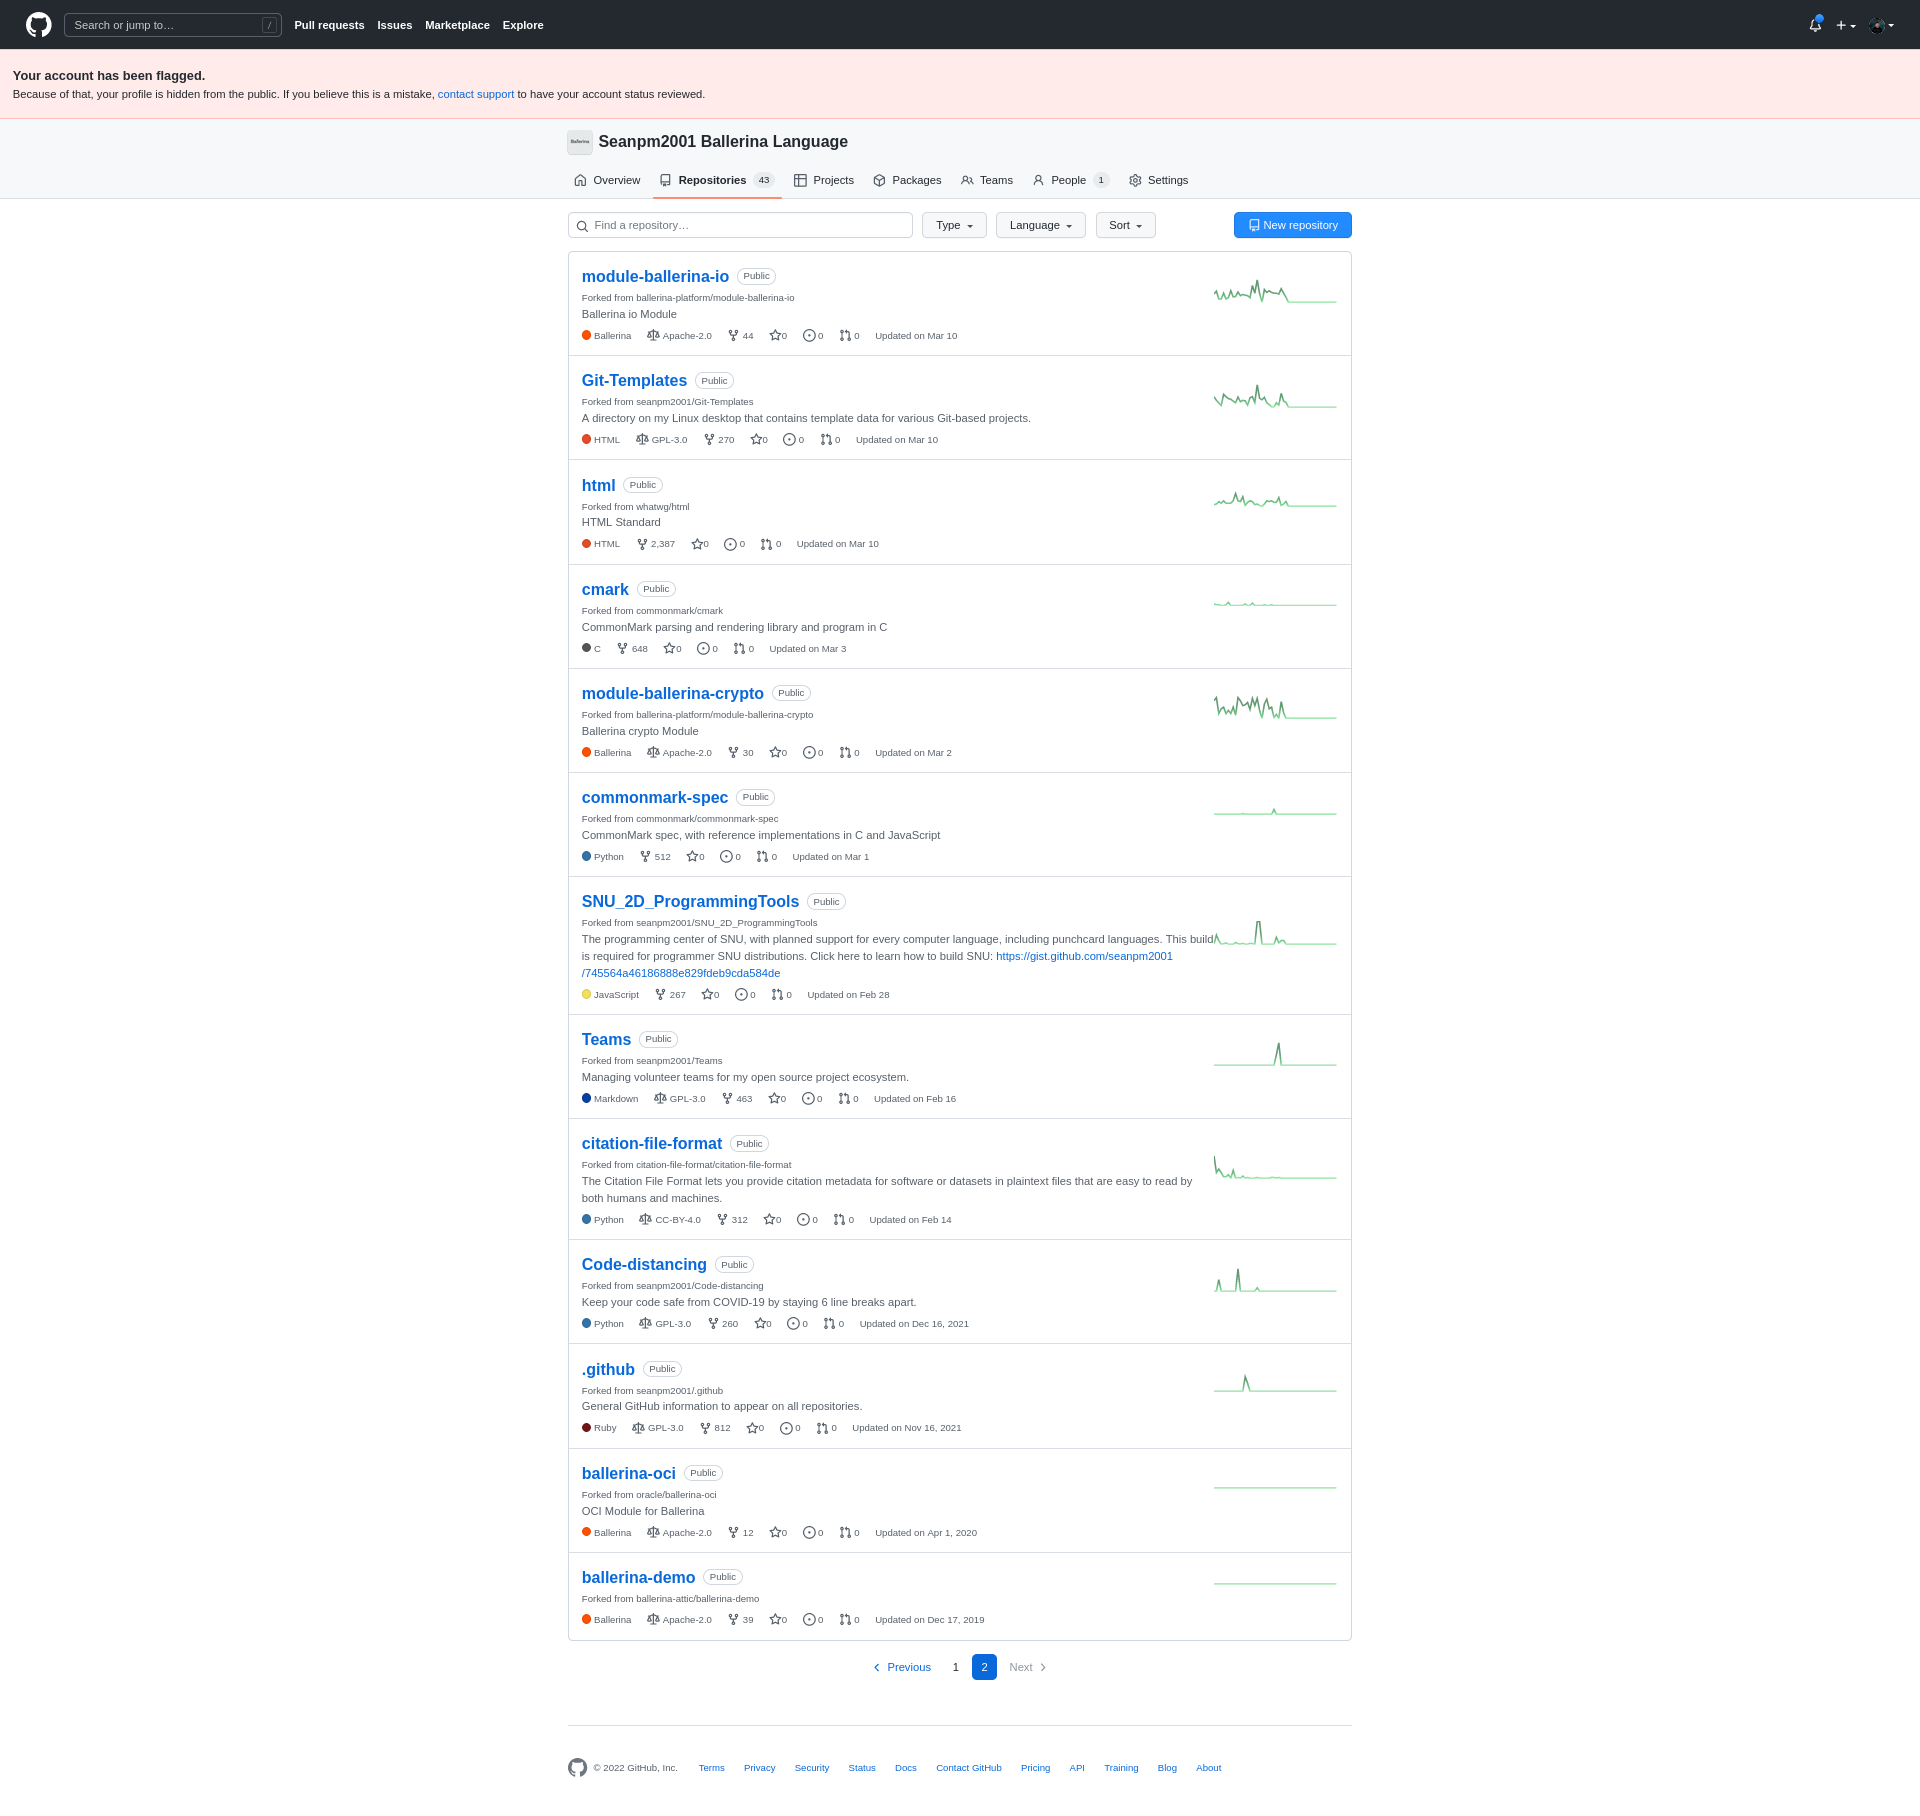 Search or jump to… /
Pull requests Issues Marketplace Explore
Your account has been flagged.
Because of that, your profile is hidden from the public. If you believe this is a mistake, contact support to have your account status reviewed.
Ballerina
Seanpm2001 Ballerina Language
Overview Repositories 43 Projects Packages Teams People 1 Settings
Find a repository… Type Language Sort New repository
module-ballerina-io Public
Forked from ballerina-platform/module-ballerina-io
Ballerina io Module
Ballerina Apache-2.0 44 0 0 0 Updated on Mar 10
Git-Templates Public
Forked from seanpm2001/Git-Templates
A directory on my Linux desktop that contains template data for various Git-based projects.
HTML GPL-3.0 270 0 0 0 Updated on Mar 10
html Public
Forked from whatwg/html
HTML Standard
HTML 2,387 0 0 0 Updated on Mar 10
cmark Public
Forked from commonmark/cmark
CommonMark parsing and rendering library and program in C
C 648 0 0 0 Updated on Mar 3
module-ballerina-crypto Public
Forked from ballerina-platform/module-ballerina-crypto
Ballerina crypto Module
Ballerina Apache-2.0 30 0 0 0 Updated on Mar 2
commonmark-spec Public
Forked from commonmark/commonmark-spec
CommonMark spec, with reference implementations in C and JavaScript
Python 512 0 0 0 Updated on Mar 1
SNU_2D_ProgrammingTools Public
Forked from seanpm2001/SNU_2D_ProgrammingTools
The programming center of SNU, with planned support for every computer language, including punchcard languages. This build
is required for programmer SNU distributions. Click here to learn how to build SNU: https://gist.github.com/seanpm2001
/745564a46186888e829fdeb9cda584de
JavaScript 267 0 0 0 Updated on Feb 28
Teams Public
Forked from seanpm2001/Teams
Managing volunteer teams for my open source project ecosystem.
Markdown GPL-3.0 463 0 0 0 Updated on Feb 16
citation-file-format Public
Forked from citation-file-format/citation-file-format
The Citation File Format lets you provide citation metadata for software or datasets in plaintext files that are easy to read by
both humans and machines.
Python CC-BY-4.0 312 0 0 0 Updated on Feb 14
Code-distancing Public
Forked from seanpm2001/Code-distancing
Keep your code safe from COVID-19 by staying 6 line breaks apart.
Python GPL-3.0 260 0 0 0 Updated on Dec 16, 2021
.github Public
Forked from seanpm2001/.github
General GitHub information to appear on all repositories.
Ruby GPL-3.0 812 0 0 0 Updated on Nov 16, 2021
ballerina-oci Public
Forked from oracle/ballerina-oci
OCI Module for Ballerina
Ballerina Apache-2.0 12 0 0 0 Updated on Apr 1, 2020
ballerina-demo Public
Forked from ballerina-attic/ballerina-demo
Ballerina Apache-2.0 39 0 0 0 Updated on Dec 17, 2019
Previous 1 2 Next
© 2022 GitHub, Inc. Terms Privacy Security Status Docs Contact GitHub Pricing API Training Blog About